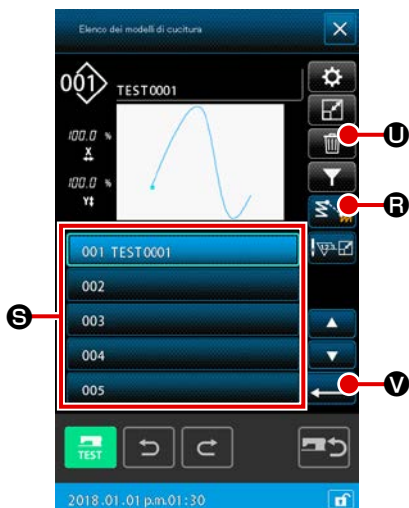 Elenco dei modelli di cucitura
001
TEST0001
100.0 %
X
100.0 %
Y
U
R
001 TEST0001
002
003
004
005
S
V
TEST
2018.01.01 p.m.01:30